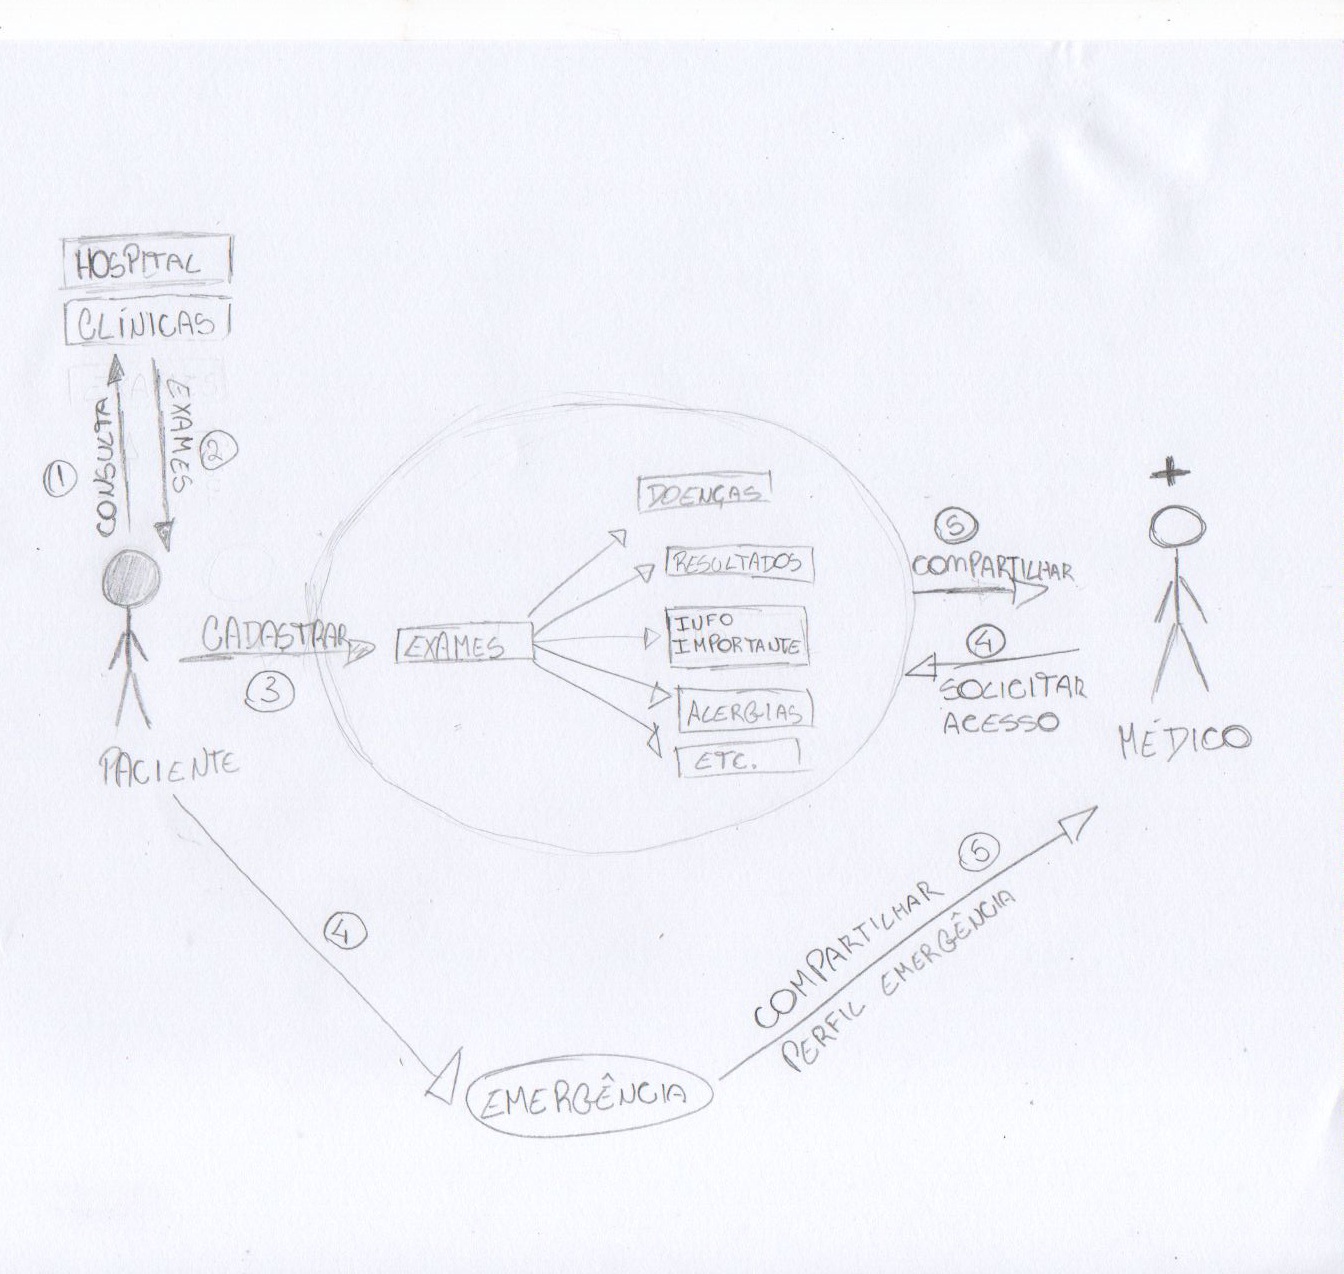 HOSPITAL
CLÍNICAS
CONSULTA
1
EXAMES
2
PACIENTE
CADASTRAR
3
EXAMES
DOENÇAS
RESULTADOS
INFO
IMPORTANTE
ALERGIAS
ETC.
5
COMPARTILHAR
4
SOLICITAR
ACESSO
MÉDICO
4
EMERGÊNCIA
COMPARTILHAR 5
PERFIL EMERGÊNCIA